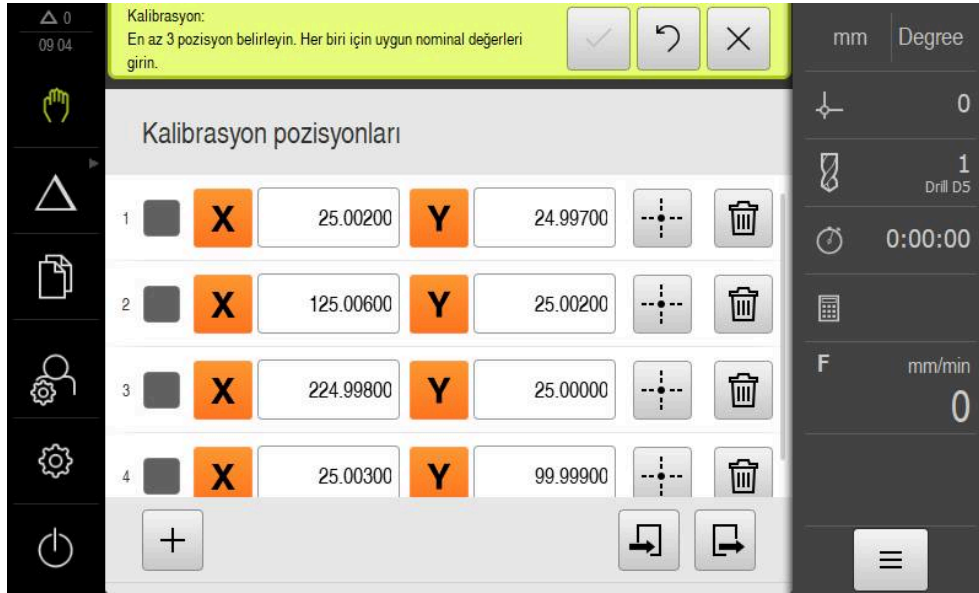 0
09 04
Kalibrasyon:
En az 3 pozisyon belirleyin. Her biri için uygun nominal değerleri
girin.
Kalibrasyon pozisyonları
1 X 25.00200 Y 24.99700
2 X 125.00600 Y 25.00200
3 X 224.99800 Y 25.00000
4 X 25.00300 Y 99.99900
mm Degree
0
1
Drill D5
0:00:00
F mm/min
0